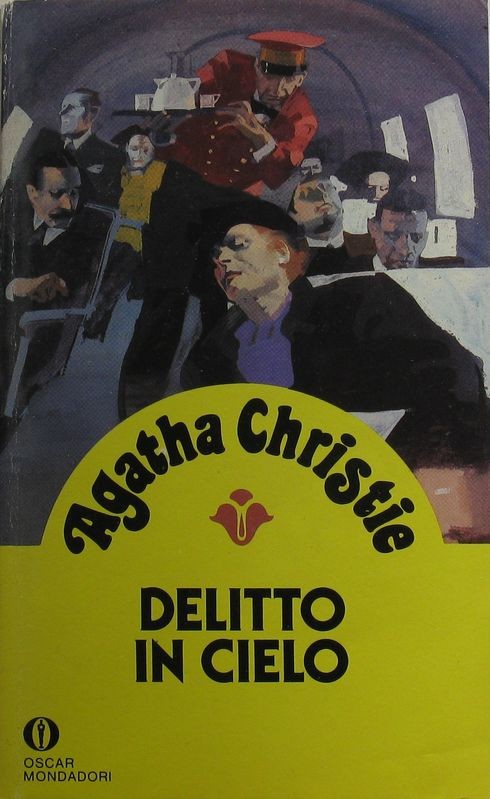 Agatha Christie
DELITTO
IN CIELO
OSCAR
MONDADORI